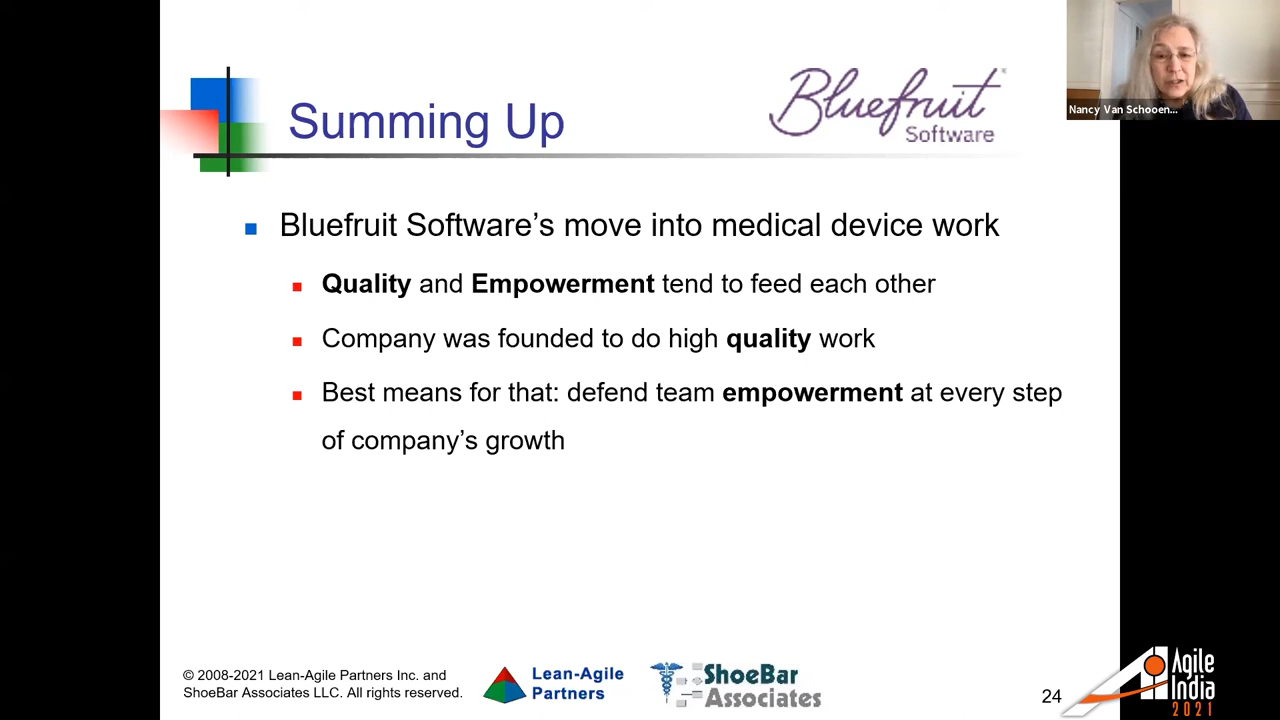 Summing Up
Bluefruit
Software
Nancy Van Schooen...
Bluefruit Software’s move into medical device work
Quality and Empowerment tend to feed each other
Company was founded to do high quality work
Best means for that: defend team empowerment at every step
of company’s growth
© 2008-2021 Lean-Agile Partners Inc. and
ShoeBar Associates LLC. All rights reserved.
Lean-Agile
Partners
ShoeBar
Associates
24
Agile
India
2021